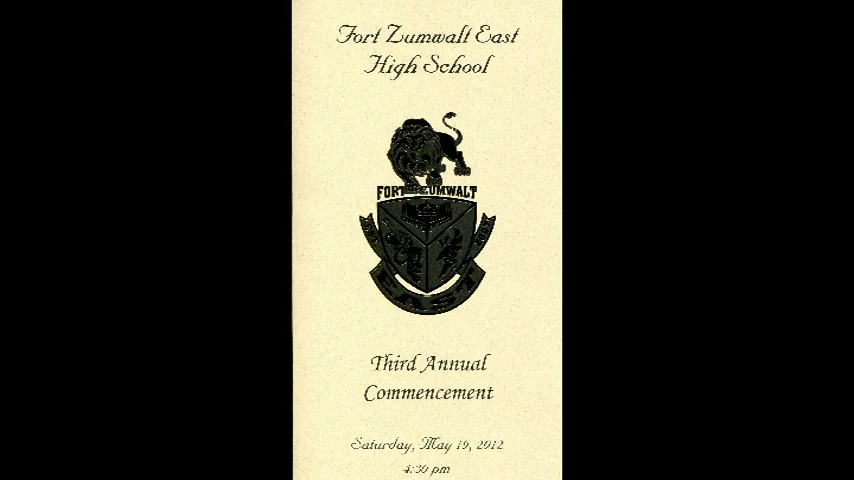 Fort Zumwalt East
High School
FORT ZUMWALT
EAST
Third Annual
Commencement
Saturday, May 19, 2012
4:30 pm